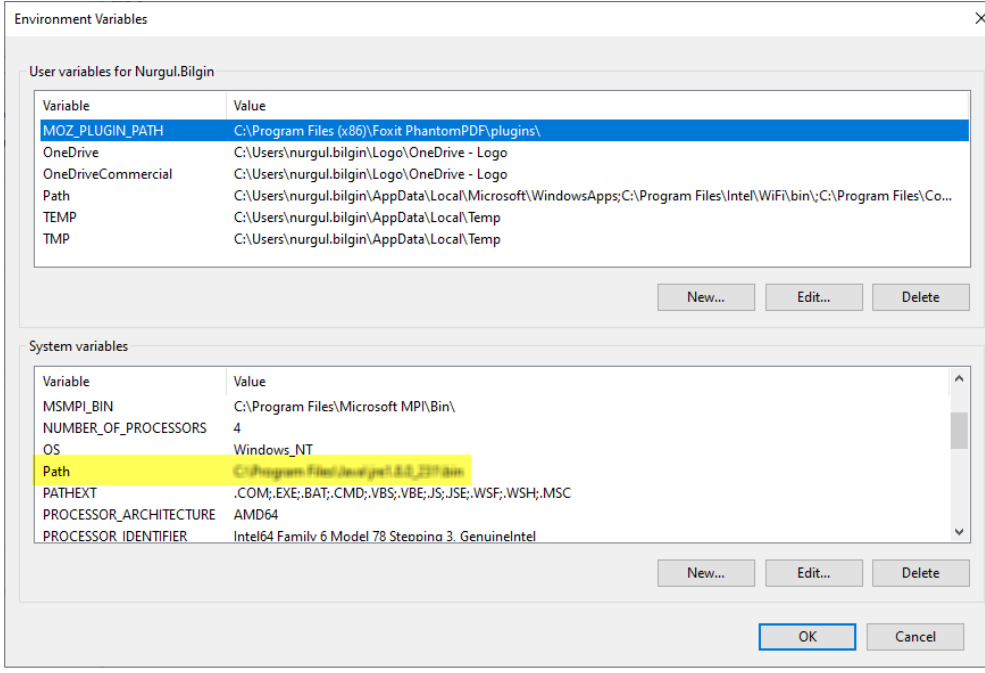 Environment Variables
User variables for Nurgul.Bilgin
Variable Value
MOZ_PLUGIN_PATH C:\Program Files (x86)\Foxit PhantomPDF\plugins\
OneDrive C:\Users\nurgul.bilgin\Logo\OneDrive - Logo
OneDriveCommercial C:\Users\nurgul.bilgin\Logo\OneDrive - Logo
Path C:\Users\nurgul.bilgin\AppData\Local\Microsoft\WindowsApps;C:\Program Files\Intel\WiFi\bin\;C:\Program Files\Co...
TEMP C:\Users\nurgul.bilgin\AppData\Local\Temp
TMP C:\Users\nurgul.bilgin\AppData\Local\Temp
New... Edit... Delete
System variables
Variable Value
MSMPI_BIN C:\Program Files\Microsoft MPI\Bin\
NUMBER_OF_PROCESSORS 4
OS Windows_NT
Path
PATHEXT .COM;.EXE;.BAT;.CMD;.VBS;.VBE;.JS;.JSE;.WSF;.WSH;.MSC
PROCESSOR_ARCHITECTURE AMD64
PROCESSOR_IDENTIFIER Intel64 Family 6 Model 78 Stepping 3, GenuineIntel
New... Edit... Delete
OK Cancel